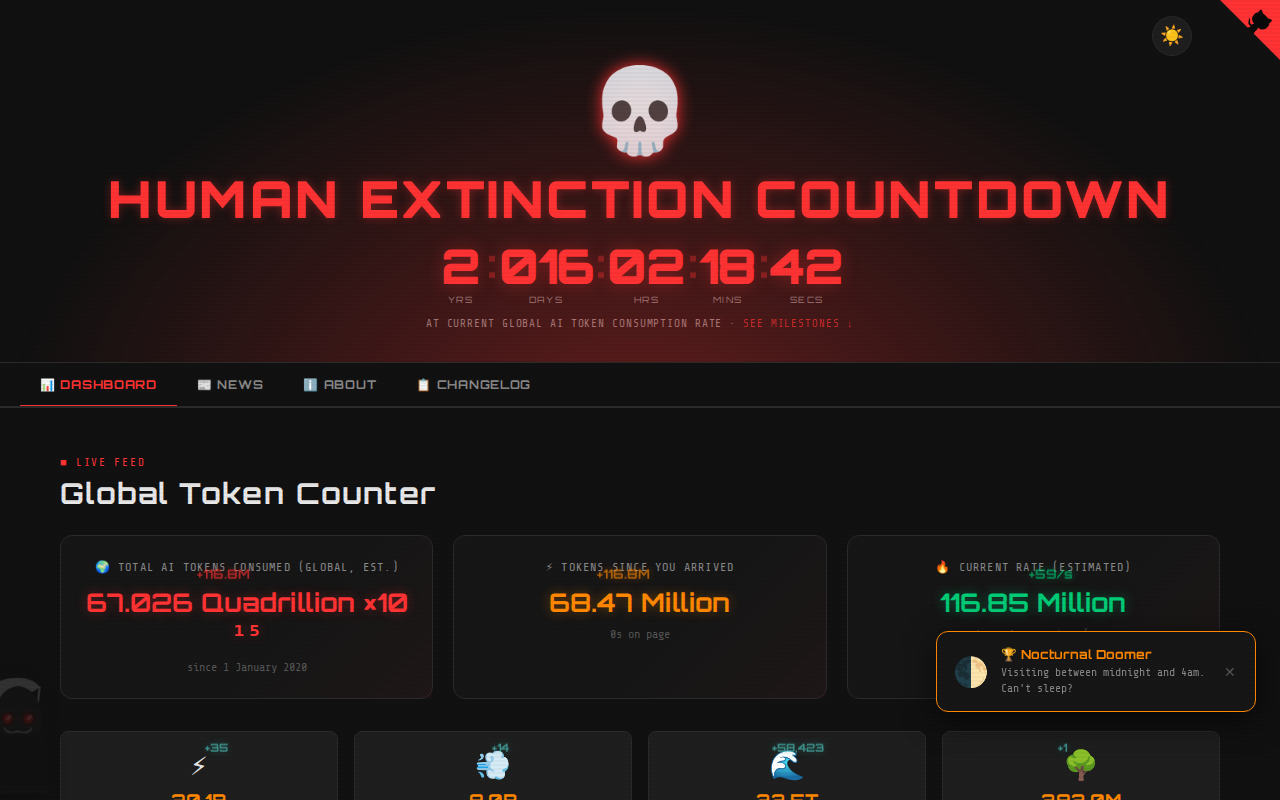 HUMAN EXTINCTION COUNTDOWN
2:016:02:18:42
YRS DAYS HRS MINS SECS
AT CURRENT GLOBAL AI TOKEN CONSUMPTION RATE · SEE MILESTONES ↓
DASHBOARD NEWS ABOUT CHANGELOG
LIVE FEED
Global Token Counter
TOTAL AI TOKENS CONSUMED (GLOBAL, EST.)
+116.8M
67.026 Quadrillion x10
15
since 1 January 2020
TOKENS SINCE YOU ARRIVED
+116.8M
68.47 Million
0s on page
CURRENT RATE (ESTIMATED)
+59/s
116.85 Million
Nocturnal Doomer
Visiting between midnight and 4am.
Can't sleep?
×
+35
+14
+58,423
+1